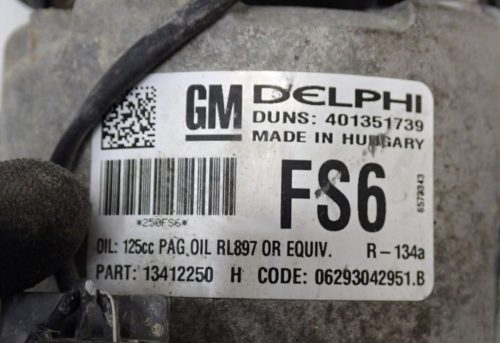 GM DELPHI
DUNS: 401351739
MADE IN HUNGARY
FS6
*250FS6*
6573343
OIL: 125cc PAG OIL RL897 OR EQUIV. R-134a
PART: 13412250 H CODE: 06293042951.B